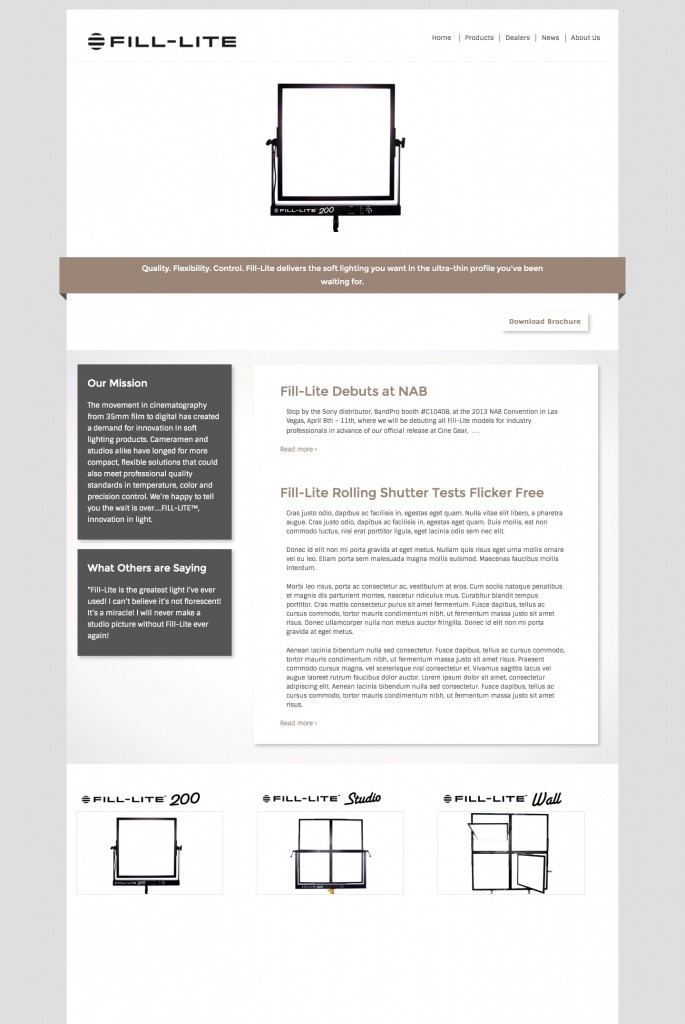 FILL-LITE
Home | Products | Dealers | News | About Us
FILL-LITE 200
Quality. Flexibility. Control. Fill-Lite delivers the soft lighting you want in the ultra-thin profile you've been
waiting for.
Download Brochure
Our Mission
The movement in cinematography
from 35mm film to digital has created
a demand for innovation in soft
lighting products. Cameramen and
studios alike have longed for more
compact, flexible solutions that could
also meet professional quality
standards in temperature, color and
precision control. We're happy to tell
you the wait is over...FILL-LITE™,
innovation in light.
What Others are Saying
"Fill-Lite is the greatest light I've ever
used! I can't believe it's not florescent!
It's a miracle! I will never make a
studio picture without Fill-Lite ever
again!
Fill-Lite Debuts at NAB
Stop by the Sony distributor, BandPro booth #C10408, at the 2013 NAB Convention in Las
Vegas, April 8th – 11th, where we will be debuting all Fill-Lite models for industry
professionals in advance of our official release at Cine Gear, ...
Read more ›
Fill-Lite Rolling Shutter Tests Flicker Free
Cras justo odio, dapibus ac facilisis in, egestas eget quam. Nulla vitae elit libero, a pharetra
augue. Cras justo odio, dapibus ac facilisis in, egestas eget quam. Duis mollis, est non
commodo luctus, nisi erat porttitor ligula, eget lacinia odio sem nec elit.
Donec id elit non mi porta gravida at eget metus. Nullam quis risus eget urna mollis ornare
vel eu leo. Etiam porta sem malesuada magna mollis euismod. Maecenas faucibus mollis
interdum.
Morbi leo risus, porta ac consectetur ac, vestibulum at eros. Cum sociis natoque penatibus
et magnis dis parturient montes, nascetur ridiculus mus. Curabitur blandit tempus
porttitor. Cras mattis consectetur purus sit amet fermentum. Fusce dapibus, tellus ac
cursus commodo, tortor mauris condimentum nibh, ut fermentum massa justo sit amet
risus. Donec ullamcorper nulla non metus auctor fringilla. Donec id elit non mi porta
gravida at eget metus.
Aenean lacinia bibendum nulla sed consectetur. Fusce dapibus, tellus ac cursus commodo,
tortor mauris condimentum nibh, ut fermentum massa justo sit amet risus. Praesent
commodo cursus magna, vel scelerisque nisl consectetur et. Vivamus sagittis lacus vel
augue laoreet rutrum faucibus dolor auctor. Lorem ipsum dolor sit amet, consectetur
adipiscing elit. Aenean lacinia bibendum nulla sed consectetur. Fusce dapibus, tellus ac
cursus commodo, tortor mauris condimentum nibh, ut fermentum massa justo sit amet
risus.
Read more ›
FILL-LITE™ 200
FILL-LITE™ Studio
FILL-LITE™ Wall